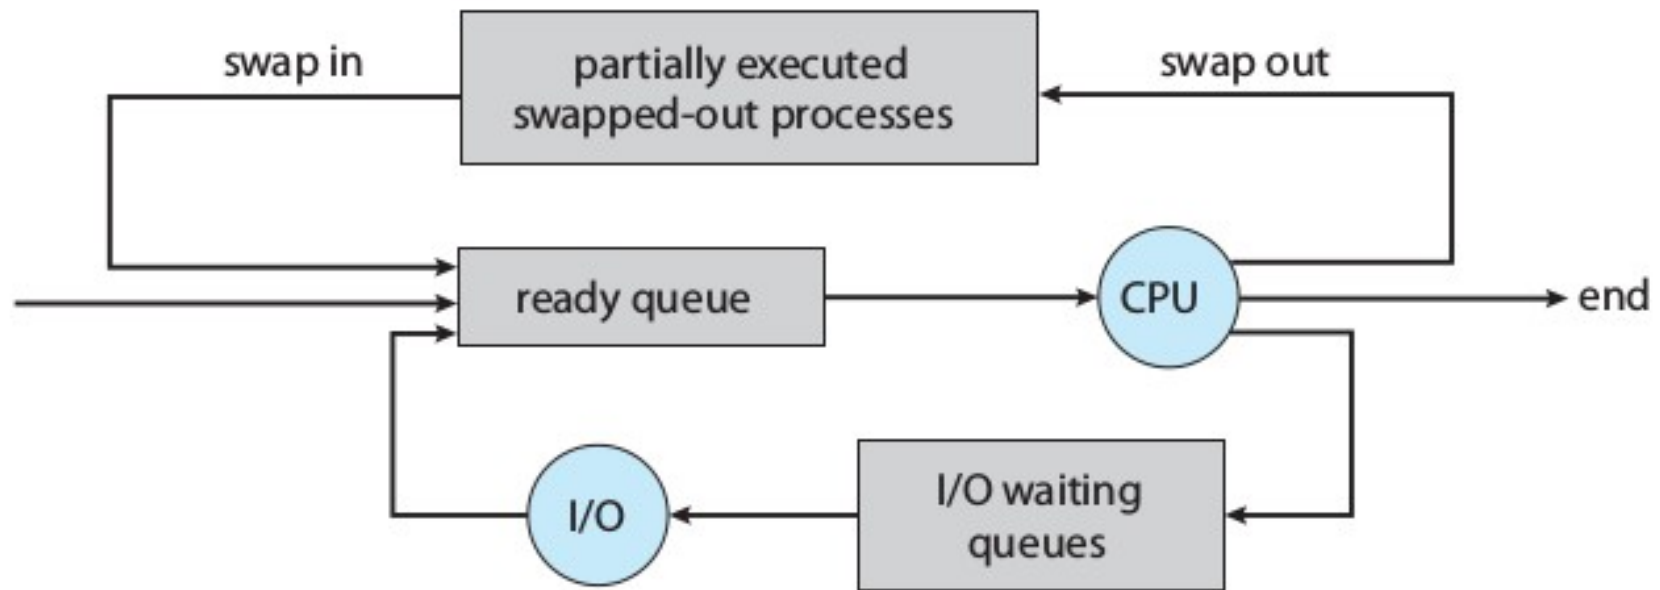 swap in
partially executed
swapped-out processes
swap out
ready queue
CPU
end
I/O
I/O waiting
queues